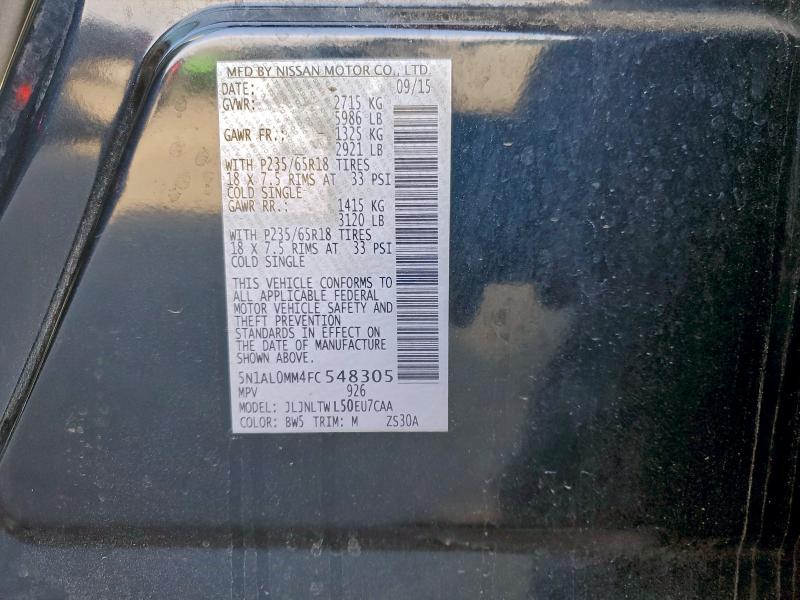 MFD BY NISSAN MOTOR CO., LTD.
DATE: 09/15
GVWR: 2715 KG
5986 LB
GAWR FR.: 1325 KG
2921 LB
WITH P235/65R18 TIRES
18 X 7.5 RIMS AT 33 PSI
COLD SINGLE
GAWR RR.: 1415 KG
3120 LB
WITH P235/65R18 TIRES
18 X 7.5 RIMS AT 33 PSI
COLD SINGLE
THIS VEHICLE CONFORMS TO
ALL APPLICABLE FEDERAL
MOTOR VEHICLE SAFETY AND
THEFT PREVENTION
STANDARDS IN EFFECT ON
THE DATE OF MANUFACTURE
SHOWN ABOVE.
5N1AL0MM4FC548305
MPV 926
MODEL: JLJNLTWL50EU7CAA
COLOR: BW5 TRIM: M ZS30A